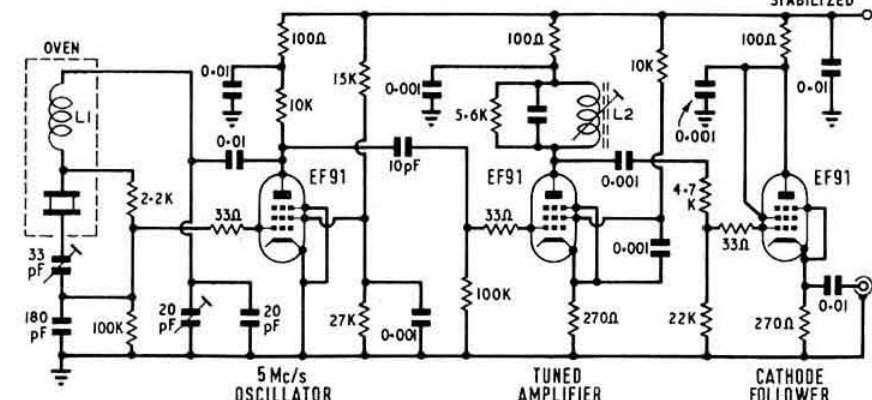 STABILIZED
100Ω
100Ω
100Ω
OVEN
0·01
15K
0·001
10K
0·01
L1
10K
5·6K
L2
0·001
0·01
10pF
EF91
EF91
0·001
4·7
K
EF91
2·2K
33Ω
33Ω
33Ω
33
pF
0·001
180
pF
100K
20
pF
20
pF
27K
0·001
100K
270Ω
22K
270Ω
0·01
5 Mc/s
OSCILLATOR
TUNED
AMPLIFIER
CATHODE
FOLLOWER